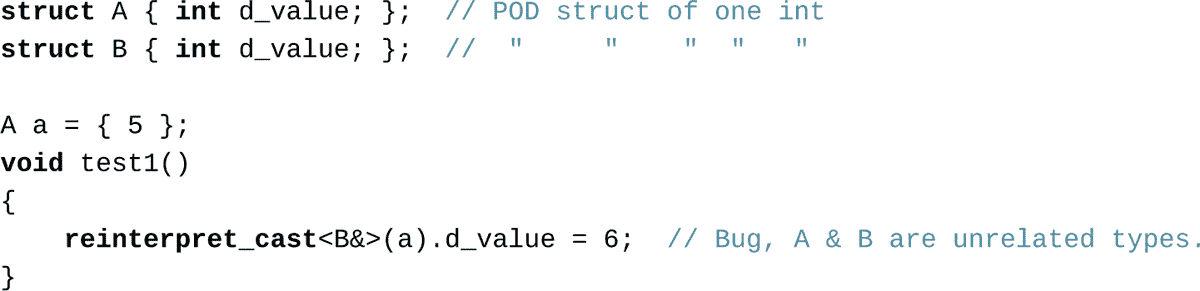 struct A { int d_value; };  // POD struct of one int
struct B { int d_value; };  //  "     "    "  "   "
A a = { 5 };
void test1()
{
    reinterpret_cast<B&>(a).d_value = 6;  // Bug, A & B are unrelated types.
}